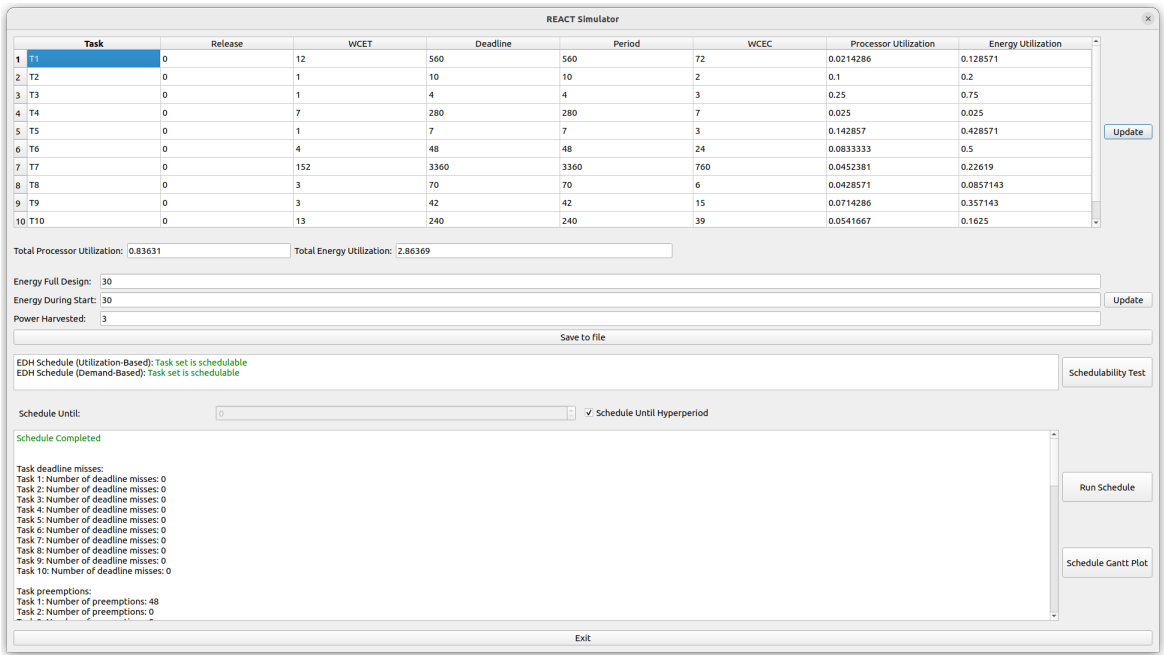 REACT Simulator
Task Release WCET Deadline Period WCEC Processor Utilization Energy Utilization
1 T1 0 12 560 560 72 0.0214286 0.128571
2 T2 0 1 10 10 2 0.1 0.2
3 T3 0 1 4 4 3 0.25 0.75
4 T4 0 7 280 280 7 0.025 0.025
5 T5 0 1 7 7 3 0.142857 0.428571
6 T6 0 4 48 48 24 0.0833333 0.5
7 T7 0 152 3360 3360 760 0.0452381 0.22619
8 T8 0 3 70 70 6 0.0428571 0.0857143
9 T9 0 3 42 42 15 0.0714286 0.357143
10 T10 0 13 240 240 39 0.0541667 0.1625
Update
Total Processor Utilization: 0.83631 Total Energy Utilization: 2.86369
Energy Full Design: 30
Energy During Start: 30
Update
Power Harvested: 3
Save to file
EDH Schedule (Utilization-Based): Task set is schedulable
EDH Schedule (Demand-Based): Task set is schedulable
Schedulability Test
Schedule Until: 0 Schedule Until Hyperperiod
Schedule Completed
Task deadline misses:
Task 1: Number of deadline misses: 0
Task 2: Number of deadline misses: 0
Task 3: Number of deadline misses: 0
Task 4: Number of deadline misses: 0
Task 5: Number of deadline misses: 0
Task 6: Number of deadline misses: 0
Task 7: Number of deadline misses: 0
Task 8: Number of deadline misses: 0
Task 9: Number of deadline misses: 0
Task 10: Number of deadline misses: 0
Task preemptions:
Task 1: Number of preemptions: 48
Task 2: Number of preemptions: 0
Run Schedule
Schedule Gantt Plot
Exit